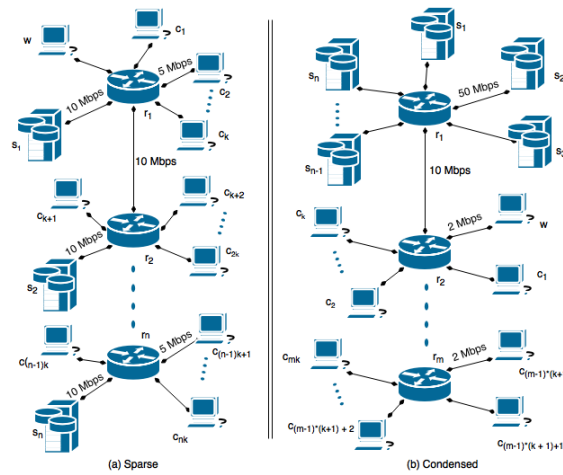 w
c1
5 Mbps
c2
10 Mbps
r1
ck
s1
10 Mbps
ck+1
ck+2
10 Mbps
r2
c2k
s2
rn
c(n-1)k
5 Mbps
c(n-1)k+1
10 Mbps
sn
cnk
(a) Sparse
s1
sn
s2
50 Mbps
r1
sn-1
10 Mbps
ck
2 Mbps
w
r2
c1
c2
cmk
rm
2 Mbps
c(m-1)*(k+
c(m-1)*(k+1) + 2
c(m-1)*(k + 1)+1
(b) Condensed